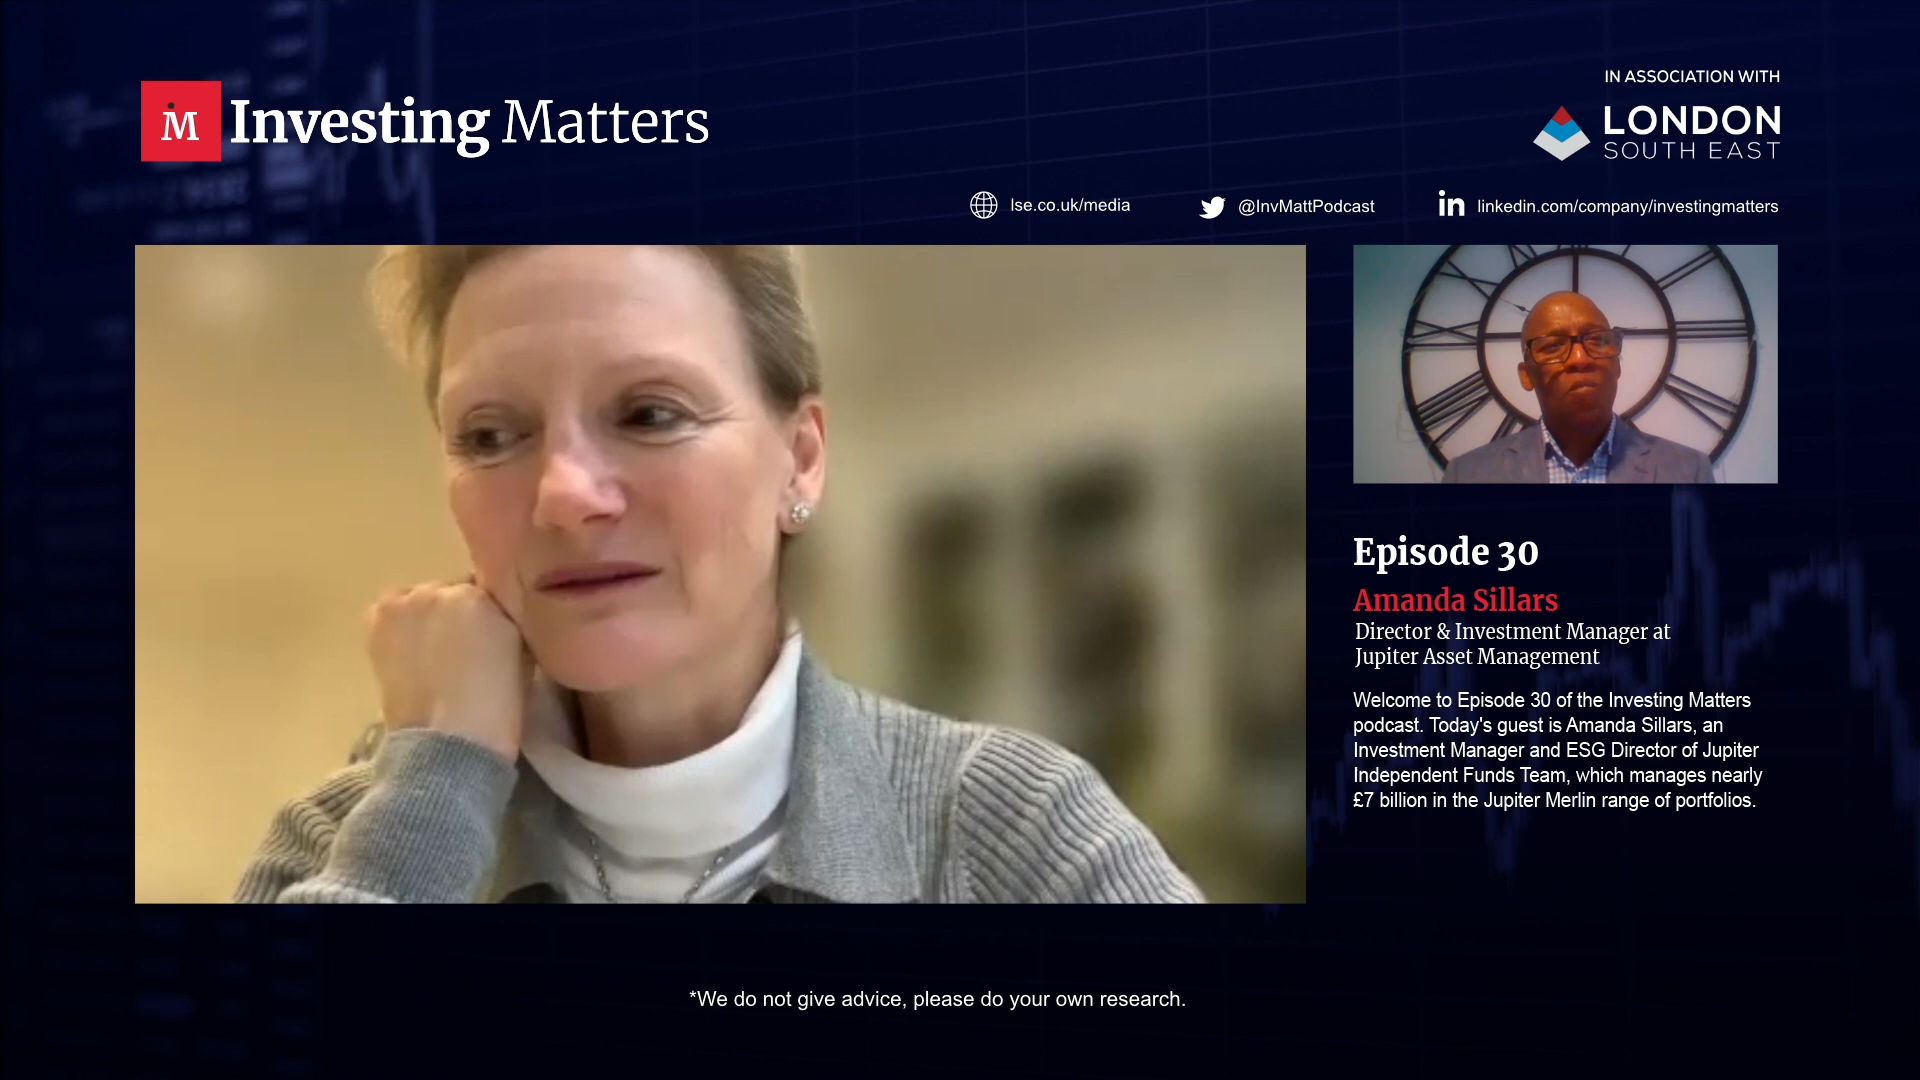 M Investing Matters
IN ASSOCIATION WITH
LONDON
SOUTH EAST
lse.co.uk/media
@InvMattPodcast
in linkedin.com/company/investingmatters
Episode 30
Amanda Sillars
Director & Investment Manager at
Jupiter Asset Management
Welcome to Episode 30 of the Investing Matters
podcast. Today's guest is Amanda Sillars, an
Investment Manager and ESG Director of Jupiter
Independent Funds Team, which manages nearly
£7 billion in the Jupiter Merlin range of portfolios.
*We do not give advice, please do your own research.